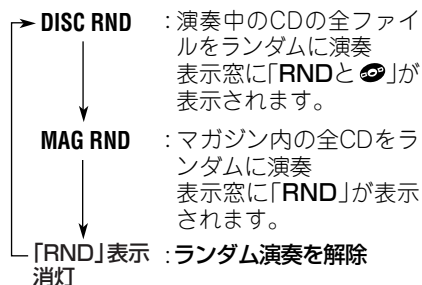 DISC RND :演奏中のCDの全ファイ
ルをランダムに演奏
表示窓に「RNDと 」が
表示されます。
MAG RND :マガジン内の全CDをラ
ンダムに演奏
表示窓に「RND」が表示
されます。
「RND」表示 :ランダム演奏を解除
消灯